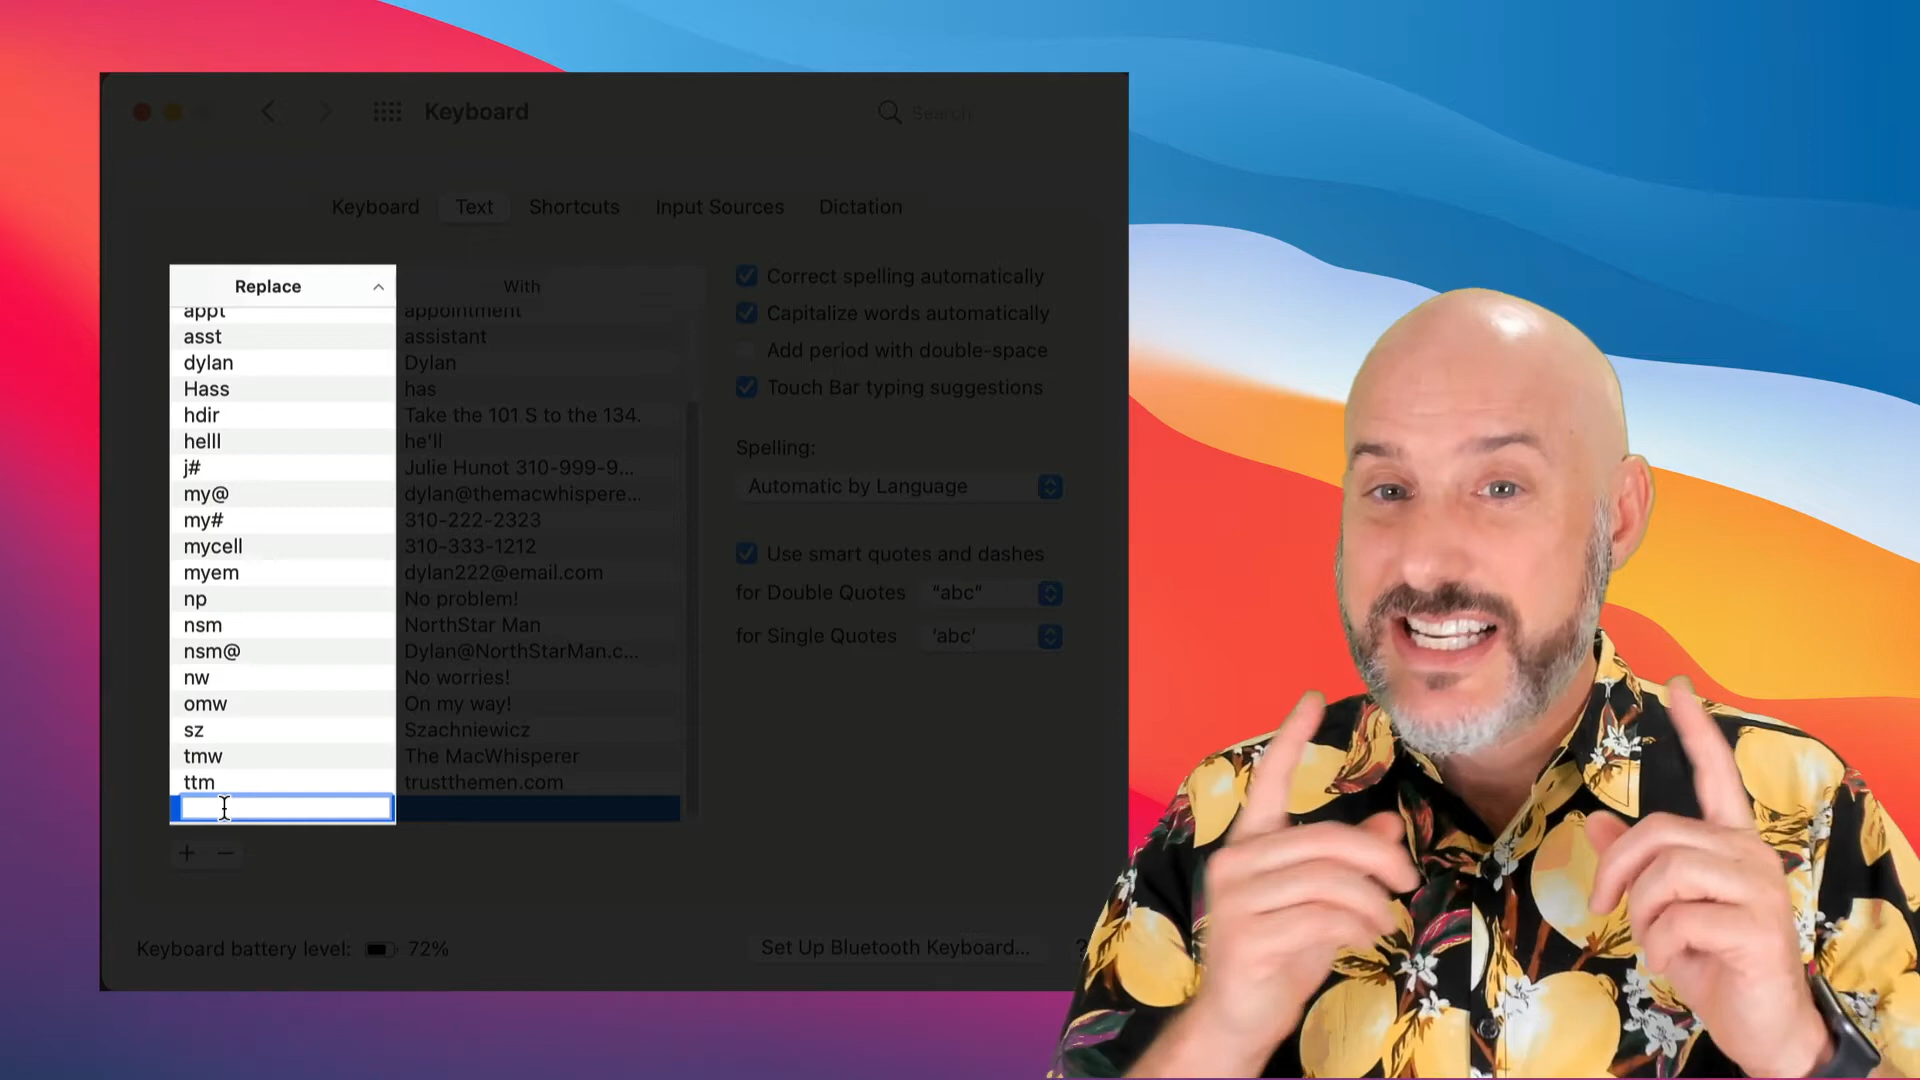 Keyboard
Search
Keyboard Text Shortcuts Input Sources Dictation
Replace With
appt appointment
asst assistant
dylan Dylan
Hass has
hdir Take the 101 S to the 134.
helll he'll
j# Julie Hunot 310-999-9...
my@ dylan@themacwhispere...
my# 310-222-2323
mycell 310-333-1212
myem dylan222@email.com
np No problem!
nsm NorthStar Man
nsm@ Dylan@NorthStarMan.c...
nw No worries!
omw On my way!
sz Szachniewicz
tmw The MacWhisperer
ttm trustthemen.com
+ −
Correct spelling automatically
Capitalize words automatically
Add period with double-space
Touch Bar typing suggestions
Spelling:
Automatic by Language
Use smart quotes and dashes
for Double Quotes “abc”
for Single Quotes ‘abc’
Keyboard battery level: 72%
Set Up Bluetooth Keyboard... ?